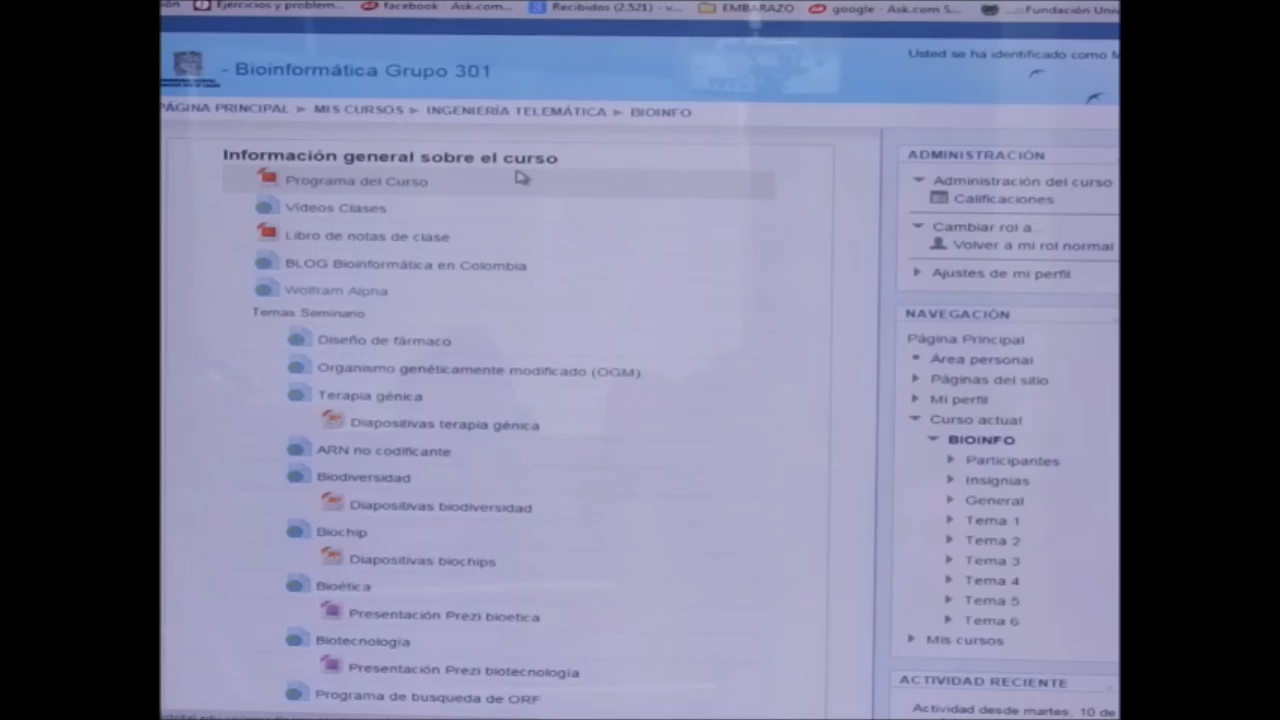 Ejercicios y problem...
facebook - Ask.com...
Recibidos (2.521) - v...
EMBARAZO
google - Ask.com S...
...::Fundación Univ
Usted se ha identificado como M
- Bioinformática Grupo 301
PÁGINA PRINCIPAL ► MIS CURSOS ► INGENIERÍA TELEMÁTICA ► BIOINFO
Información general sobre el curso
Programa del Curso
Videos Clases
Libro de notas de clase
BLOG Bioinformática en Colombia
Wolfram Alpha
Temas Seminario
Diseño de fármaco
Organismo genéticamente modificado (OGM)
Terapia génica
Diapositivas terapia génica
ARN no codificante
Biodiversidad
Diapositivas biodiversidad
Biochip
Diapositivas biochips
Bioética
Presentación Prezi bioetica
Biotecnología
Presentación Prezi biotecnología
Programa de busqueda de ORF
ADMINISTRACIÓN
Administración del curso
Calificaciones
Cambiar rol a...
Volver a mi rol normal
Ajustes de mi perfil
NAVEGACIÓN
Página Principal
Área personal
Páginas del sitio
Mi perfil
Curso actual
BIOINFO
Participantes
Insignias
General
Tema 1
Tema 2
Tema 3
Tema 4
Tema 5
Tema 6
Mis cursos
ACTIVIDAD RECIENTE
Actividad desde martes, 10 de